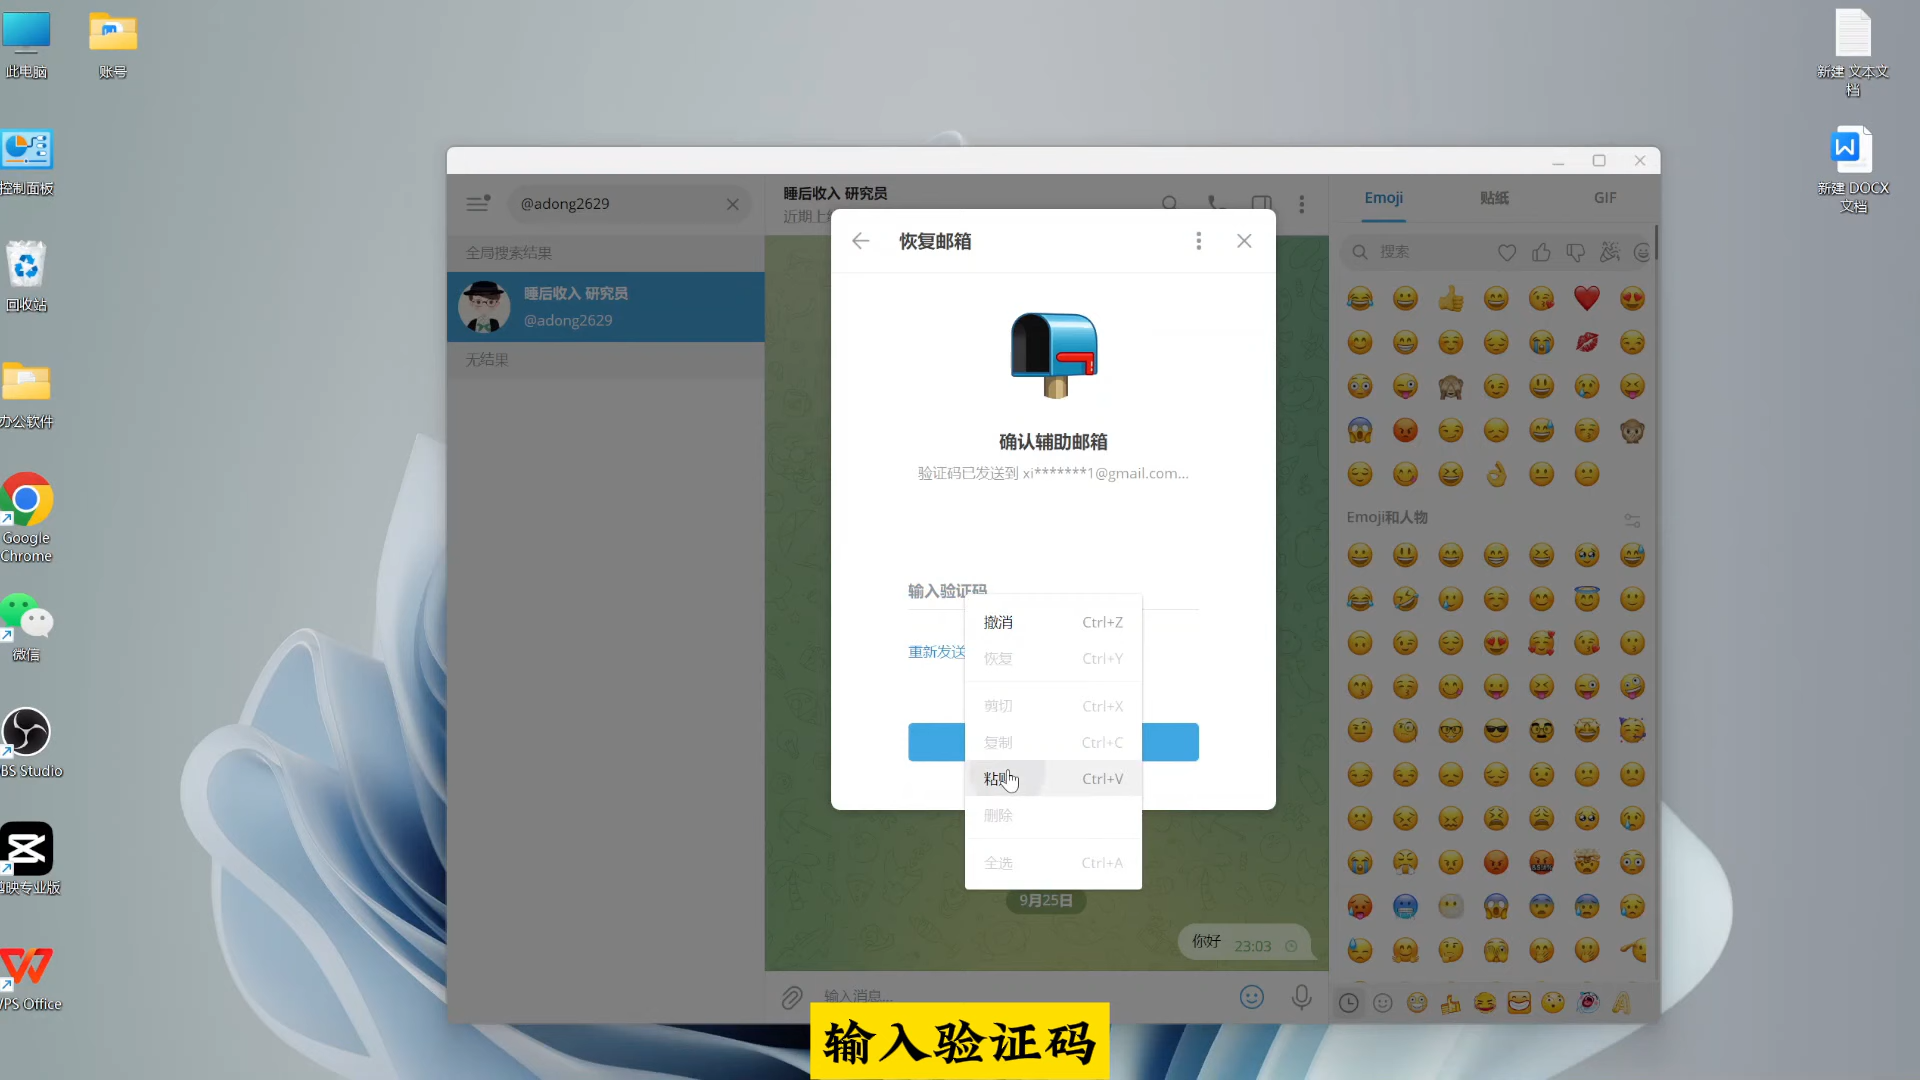 此电脑
账号
控制面板
回收站
办公软件
Google
Chrome
微信
BS Studio
剪映专业版
VPS Office
新建 文本文
档
新建 DOCX
文档
@adong2629
全局搜索结果
睡后收入 研究员
@adong2629
无结果
睡后收入 研究员
近期上
恢复邮箱
确认辅助邮箱
验证码已发送到 xi*******1@gmail.com...
输入验证码
重新发送
撤消 Ctrl+Z
恢复 Ctrl+Y
剪切 Ctrl+X
复制 Ctrl+C
粘贴 Ctrl+V
删除
全选 Ctrl+A
9月25日
你好 23:03
输入消息...
Emoji 贴纸 GIF
搜索
Emoji和人物
输入验证码